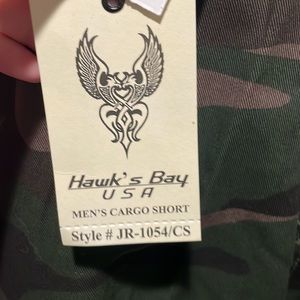 Hawk's Bay
USA
MEN'S CARGO SHORT
Style # JR-1054/CS